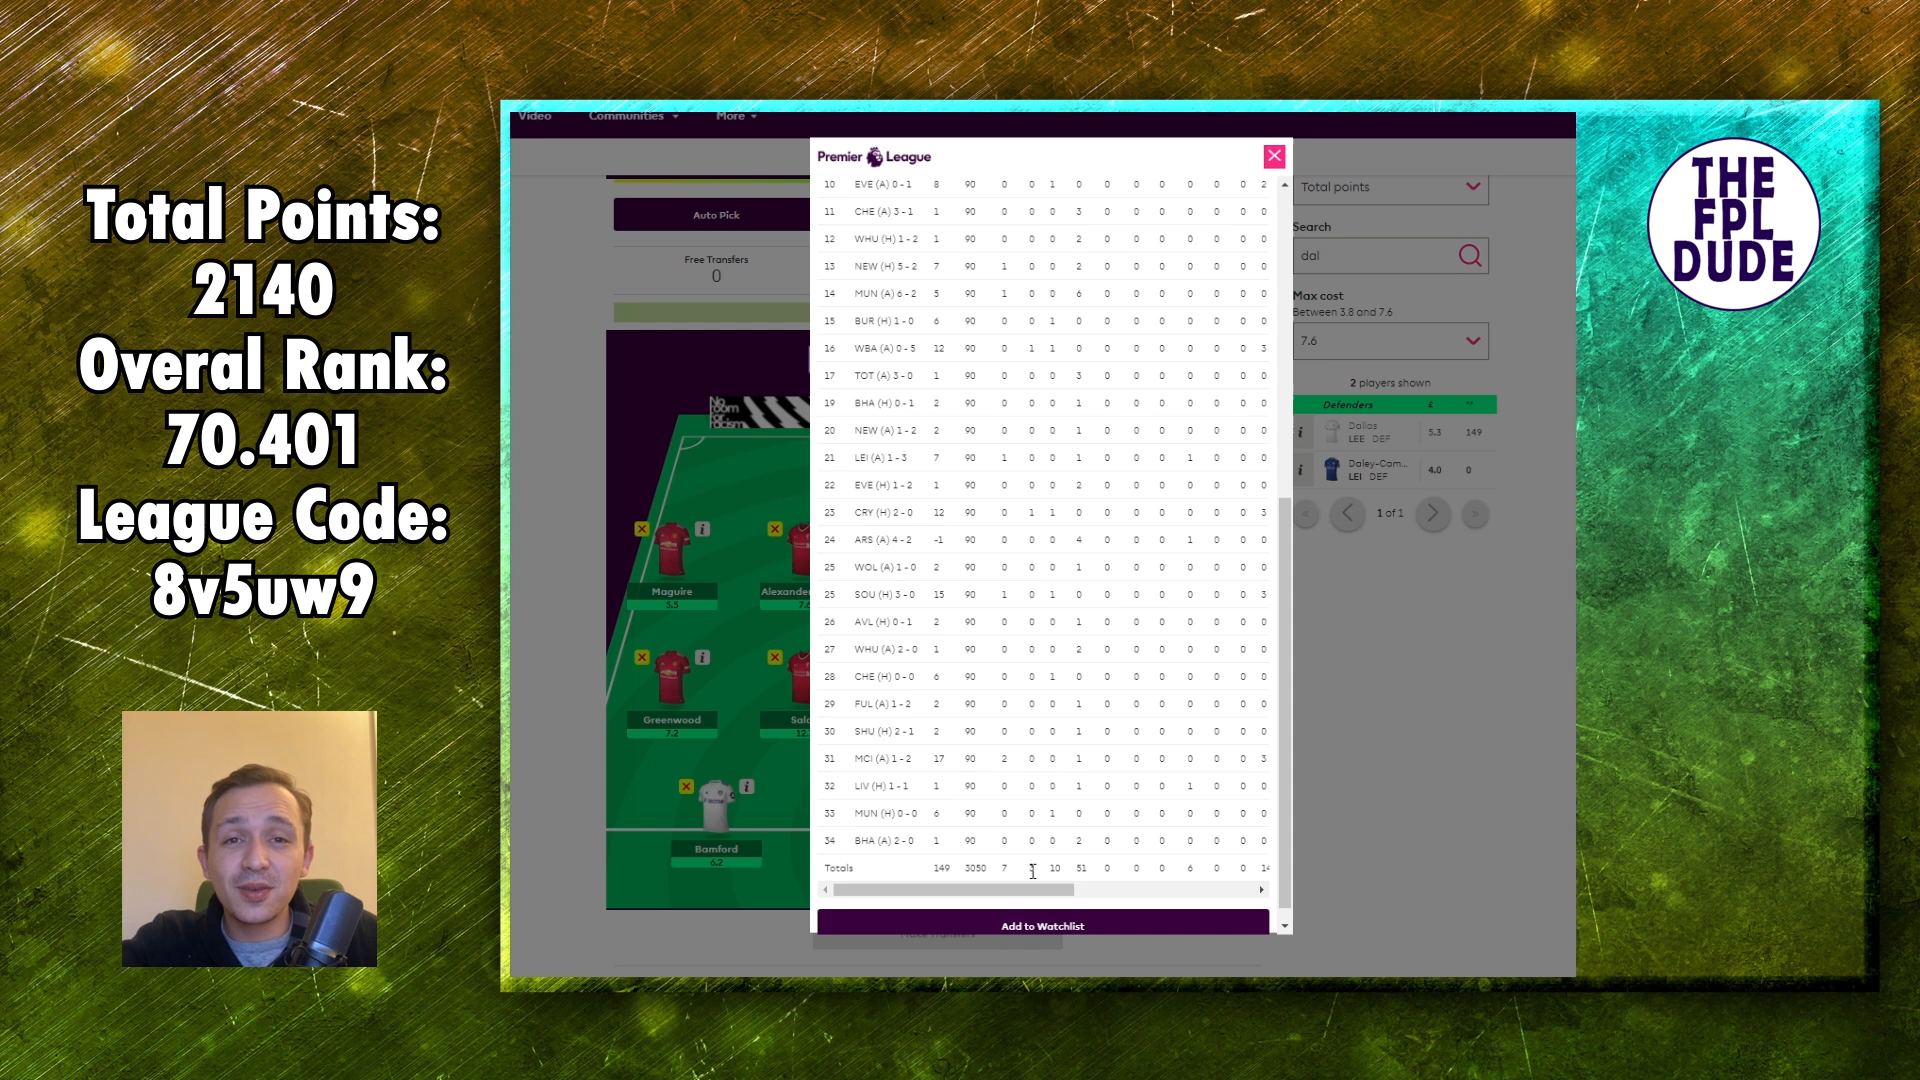 Total Points:
2140
Overal Rank:
70.401
League Code:
8v5uw9
THE
FPL
DUDE
Video Communities More
Premier League
Auto Pick
Free Transfers
0
No
room
for
racism
10 EVE (A) 0 - 1 8 90 0 0 1 0 0 0 0 0 0 0 2
11 CHE (A) 3 - 1 1 90 0 0 0 3 0 0 0 0 0 0 0
12 WHU (H) 1 - 2 1 90 0 0 0 2 0 0 0 0 0 0 0
13 NEW (H) 5 - 2 7 90 1 0 0 2 0 0 0 0 0 0 0
14 MUN (A) 6 - 2 5 90 1 0 0 6 0 0 0 0 0 0 0
15 BUR (H) 1 - 0 6 90 0 0 1 0 0 0 0 0 0 0 0
16 WBA (A) 0 - 5 12 90 0 1 1 0 0 0 0 0 0 0 3
17 TOT (A) 3 - 0 1 90 0 0 0 3 0 0 0 0 0 0 0
19 BHA (H) 0 - 1 2 90 0 0 0 1 0 0 0 0 0 0 0
20 NEW (A) 1 - 2 2 90 0 0 0 1 0 0 0 0 0 0 0
21 LEI (A) 1 - 3 7 90 1 0 0 1 0 0 0 1 0 0 0
22 EVE (H) 1 - 2 1 90 0 0 0 2 0 0 0 0 0 0 0
23 CRY (H) 2 - 0 12 90 0 1 1 0 0 0 0 0 0 0 3
24 ARS (A) 4 - 2 -1 90 0 0 0 4 0 0 0 1 0 0 0
25 WOL (A) 1 - 0 2 90 0 0 0 1 0 0 0 0 0 0 0
25 SOU (H) 3 - 0 15 90 1 0 1 0 0 0 0 0 0 0 3
26 AVL (H) 0 - 1 2 90 0 0 0 1 0 0 0 0 0 0 0
27 WHU (A) 2 - 0 1 90 0 0 0 2 0 0 0 0 0 0 0
28 CHE (H) 0 - 0 6 90 0 0 1 0 0 0 0 0 0 0 0
29 FUL (A) 1 - 2 2 90 0 0 0 1 0 0 0 0 0 0 0
30 SHU (H) 2 - 1 2 90 0 0 0 1 0 0 0 0 0 0 0
31 MCI (A) 1 - 2 17 90 2 0 0 1 0 0 0 0 0 0 3
32 LIV (H) 1 - 1 1 90 0 0 0 1 0 0 0 1 0 0 0
33 MUN (H) 0 - 0 6 90 0 0 1 0 0 0 0 0 0 0 0
34 BHA (A) 2 - 0 1 90 0 0 0 2 0 0 0 0 0 0 0
Totals 149 3050 7 10 51 0 0 0 6 0 0 14
Add to Watchlist
Maguire
5.5
Alexander
7.
Greenwood
7.2
Sala
12.
Bamford
6.2
Total points
Search
dal
Max cost
Between 3.8 and 7.6
7.6
2 players shown
Defenders £ **
i Dallas 5.3 149
LEE DEF
i Daley-Cam... 4.0 0
LEI DEF
1 of 1